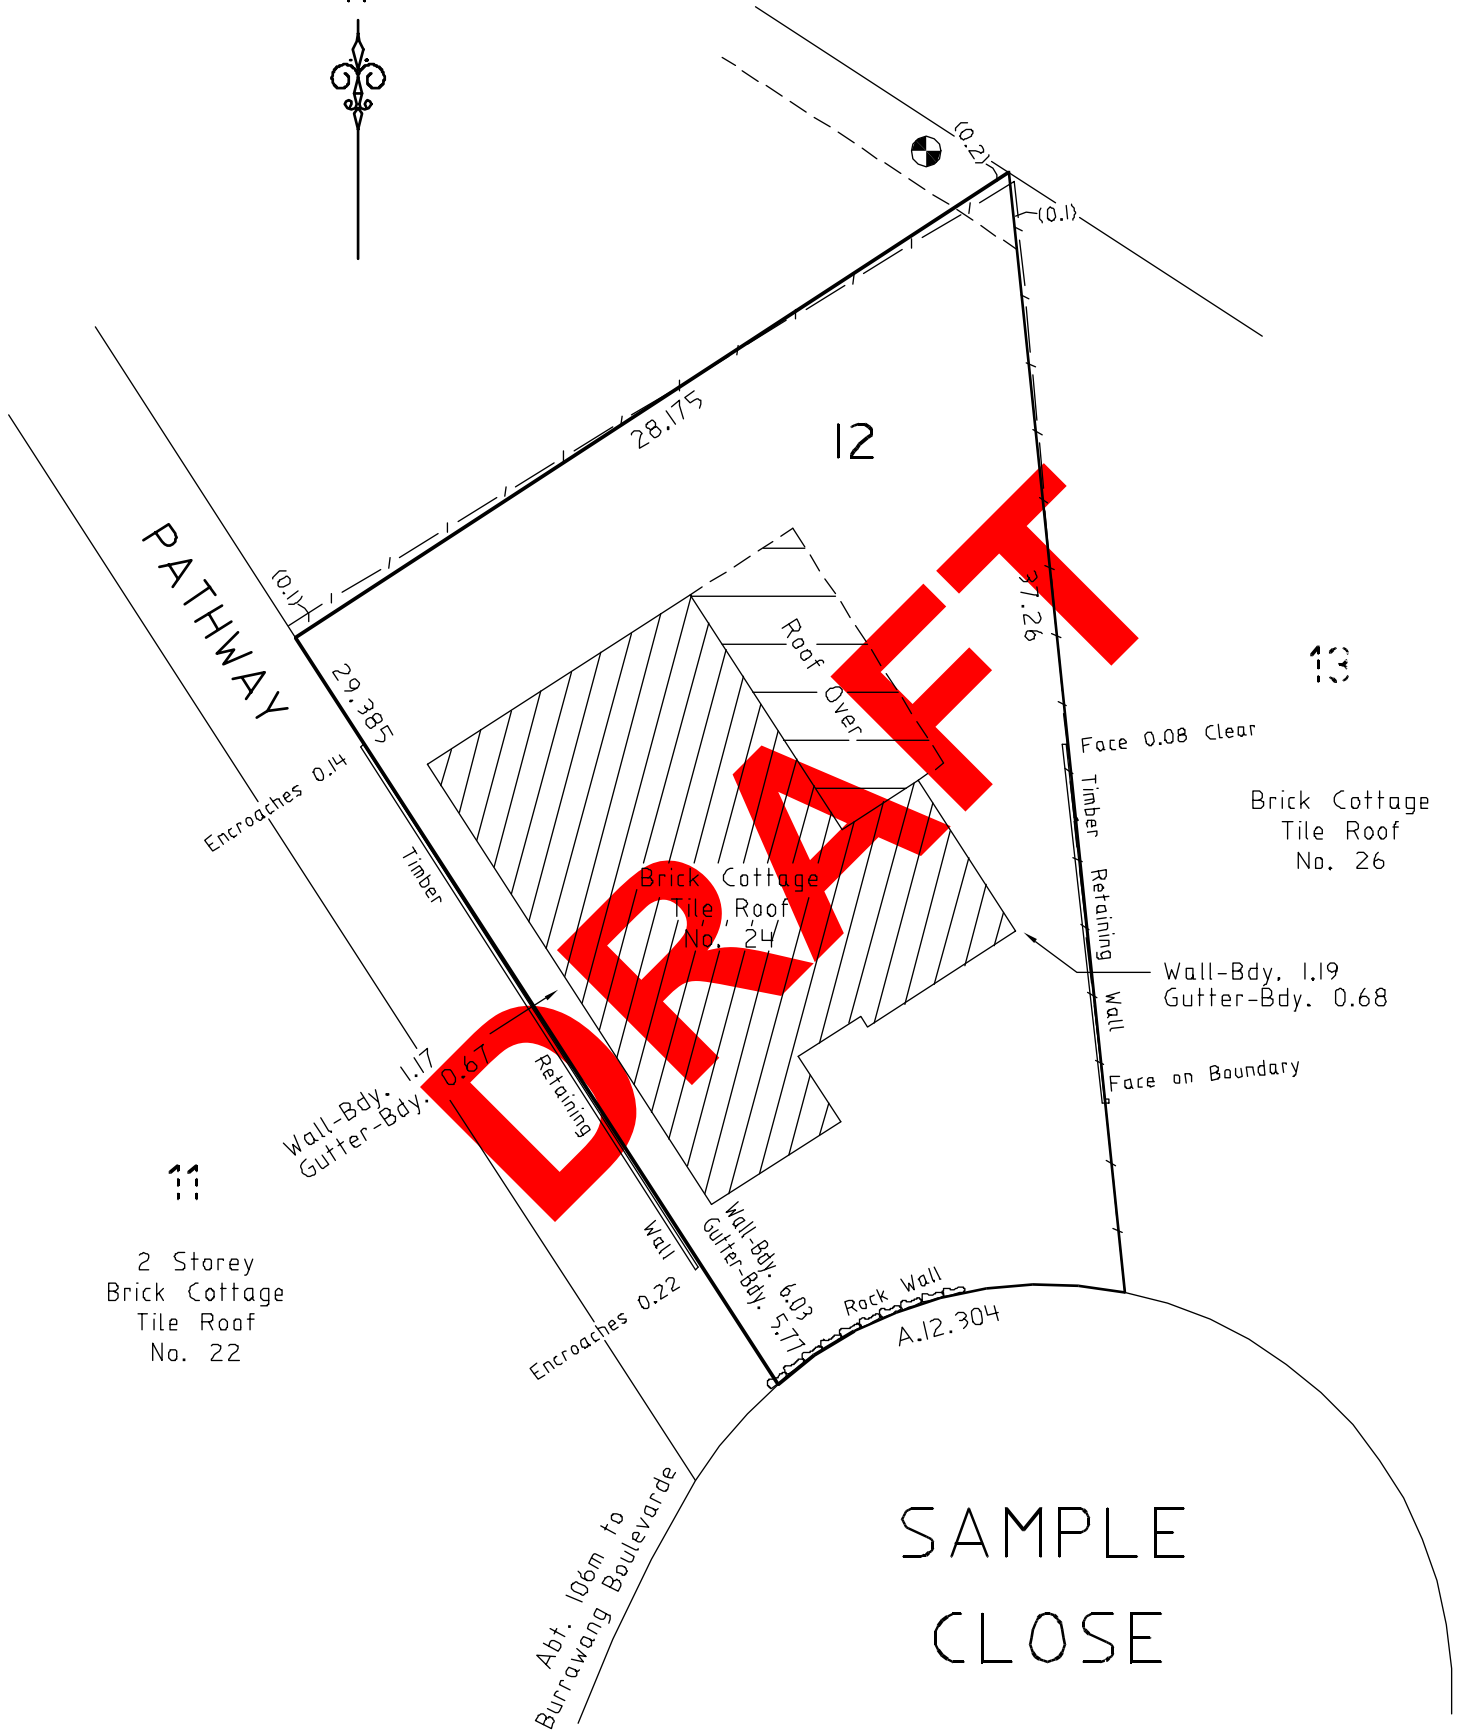 (0.2)
(0.1)
28.175
12
PATHWAY
(0.1)
29.385
37.26
Roof Over
13
Encroaches 0.14
Face 0.08 Clear
Timber
Timber
Brick Cottage
Tile Roof
No. 26
Brick Cottage
Tile Roof
No. 24
Retaining
Wall-Bdy. 1.19
Gutter-Bdy. 0.68
Wall
Wall-Bdy. 1.17
Gutter-Bdy. 0.67
Retaining
Face on Boundary
DRAFT
11
2 Storey
Brick Cottage
Tile Roof
No. 22
Wall
Encroaches 0.22
Wall-Bdy. 6.03
Gutter-Bdy. 5.77
Rock Wall
A.12.304
Abt. 106m to
Burrawang Boulevarde
SAMPLE
CLOSE